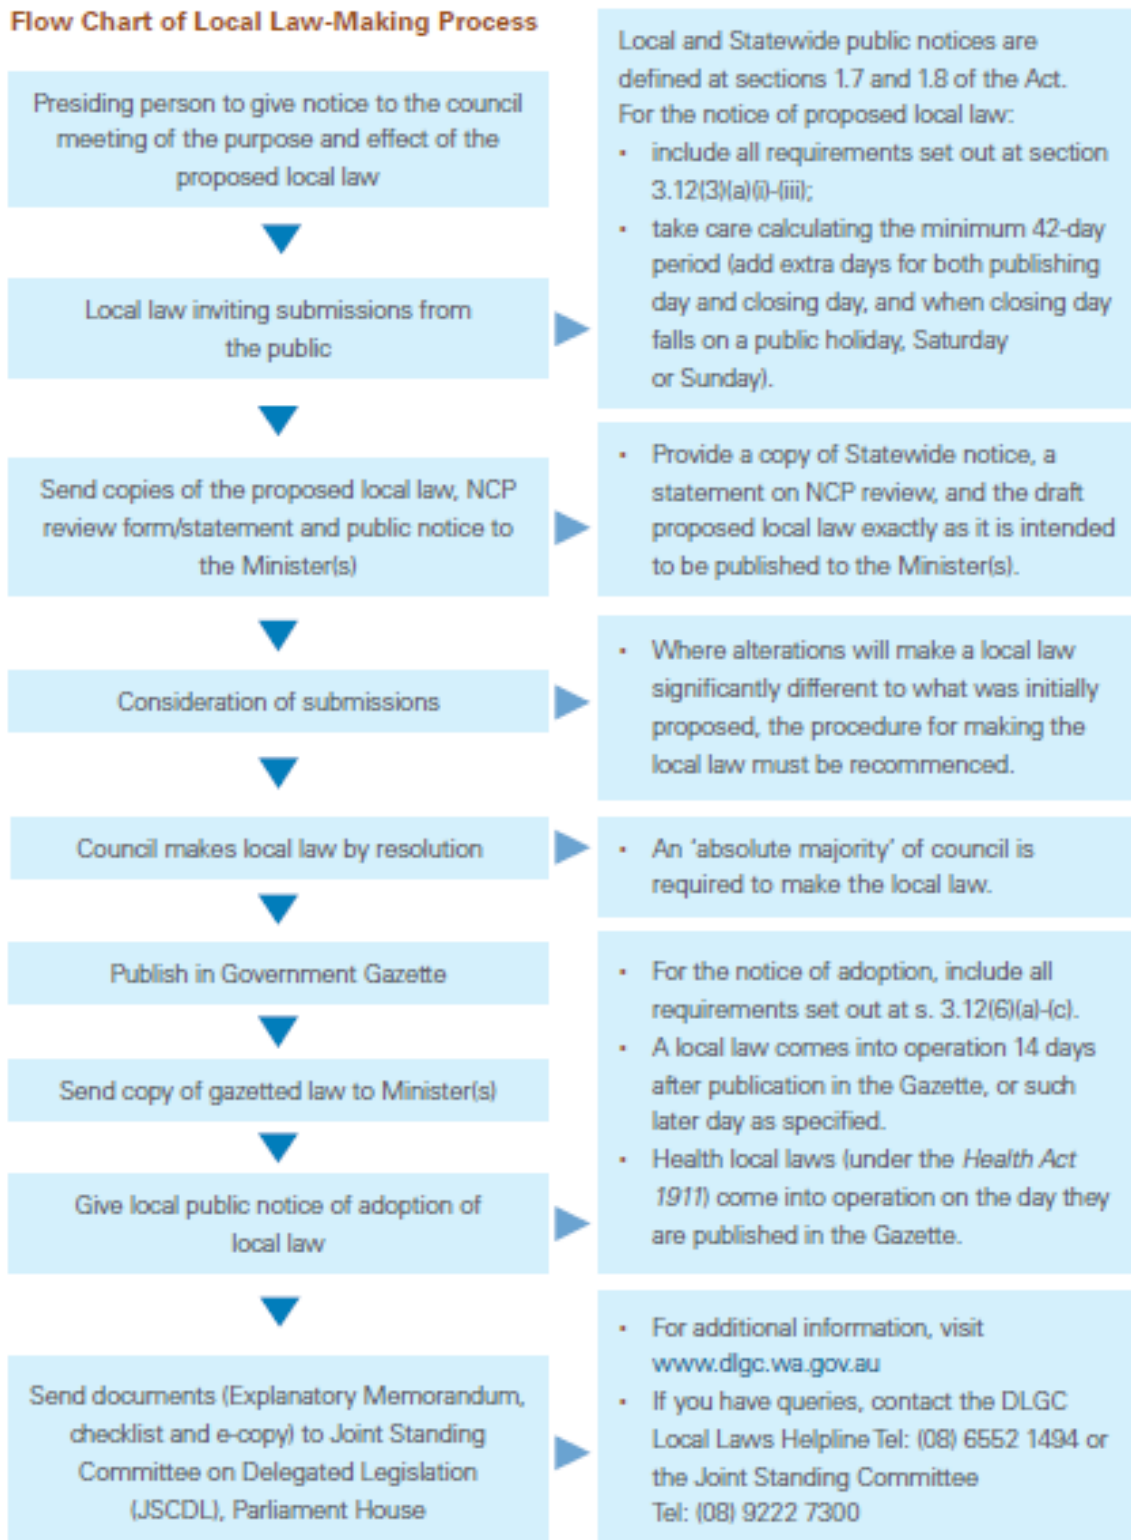 Flow Chart of Local Law-Making Process
Presiding person to give notice to the council
meeting of the purpose and effect of the
proposed local law
Local law inviting submissions from
the public
Local and Statewide public notices are
defined at sections 1.7 and 1.8 of the Act.
For the notice of proposed local law:
• include all requirements set out at section
3.12(3)(a)(i)-(iii);
• take care calculating the minimum 42-day
period (add extra days for both publishing
day and closing day, and when closing day
falls on a public holiday, Saturday
or Sunday).
Send copies of the proposed local law, NCP
review form/statement and public notice to
the Minister(s)
• Provide a copy of Statewide notice, a
statement on NCP review, and the draft
proposed local law exactly as it is intended
to be published to the Minister(s).
Consideration of submissions
• Where alterations will make a local law
significantly different to what was initially
proposed, the procedure for making the
local law must be recommenced.
Council makes local law by resolution
• An ‘absolute majority’ of council is
required to make the local law.
Publish in Government Gazette
Send copy of gazetted law to Minister(s)
Give local public notice of adoption of
local law
• For the notice of adoption, include all
requirements set out at s. 3.12(6)(a)-(c).
• A local law comes into operation 14 days
after publication in the Gazette, or such
later day as specified.
• Health local laws (under the Health Act
1911) come into operation on the day they
are published in the Gazette.
Send documents (Explanatory Memorandum,
checklist and e-copy) to Joint Standing
Committee on Delegated Legislation
(JSCDL), Parliament House
• For additional information, visit
www.dlgc.wa.gov.au
• If you have queries, contact the DLGC
Local Laws Helpline Tel: (08) 6552 1494 or
the Joint Standing Committee
Tel: (08) 9222 7300